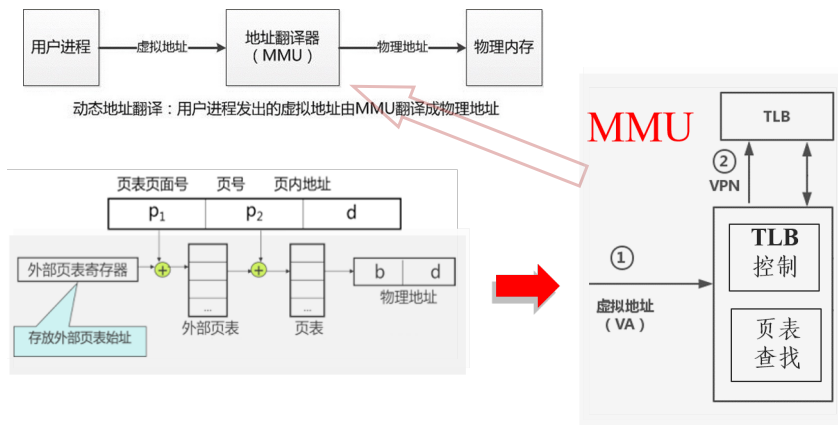 用户进程
虚拟地址
地址翻译器
（MMU）
物理地址
物理内存
动态地址翻译：用户进程发出的虚拟地址由MMU翻译成物理地址
页表页面号 页号 页内地址
p1 p2 d
外部页表寄存器
+
+
b d
...
...
物理地址
外部页表
页表
存放外部页表始址
MMU
TLB
②
VPN
①
虚拟地址
（VA）
TLB
控制
页表
查找